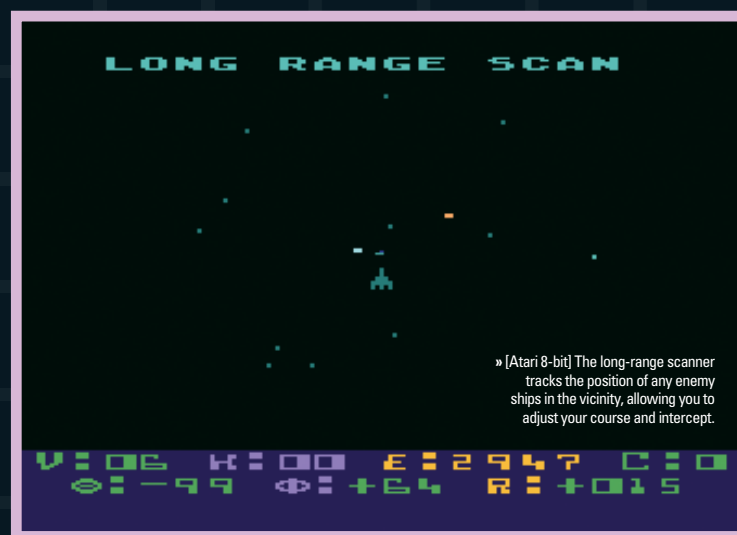 LONG RANGE SCAN
» [Atari 8-bit] The long-range scanner
tracks the position of any enemy
ships in the vicinity, allowing you to
adjust your course and intercept.
V:06 K:00 E:2947 C:0
Θ:-99 Φ:+64 R:+015